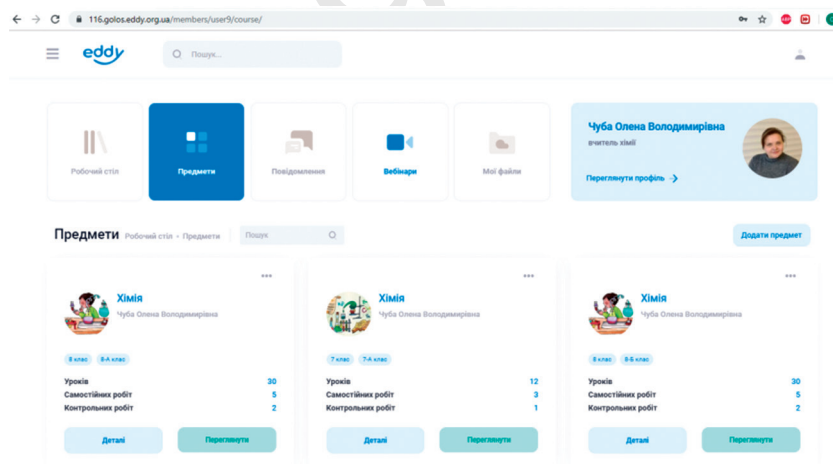 116.golos.eddy.org.ua/members/user9/course/
eddy
Пошук...
Робочий стіл
Предмети
Повідомлення
Вебінари
Мої файли
Чуба Олена Володимирівна
вчитель хімії
Переглянути профіль →
Предмети Робочий стіл • Предмети Пошук
Додати предмет
Хімія
Чуба Олена Володимирівна
8 клас 8-А клас
Уроків 30
Самостійних робіт 5
Контрольних робіт 2
Деталі Переглянути
Хімія
Чуба Олена Володимирівна
7 клас 7-А клас
Уроків 12
Самостійних робіт 3
Контрольних робіт 1
Деталі Переглянути
Хімія
Чуба Олена Володимирівна
8 клас 8-Б клас
Уроків 30
Самостійних робіт 5
Контрольних робіт 2
Деталі Переглянути